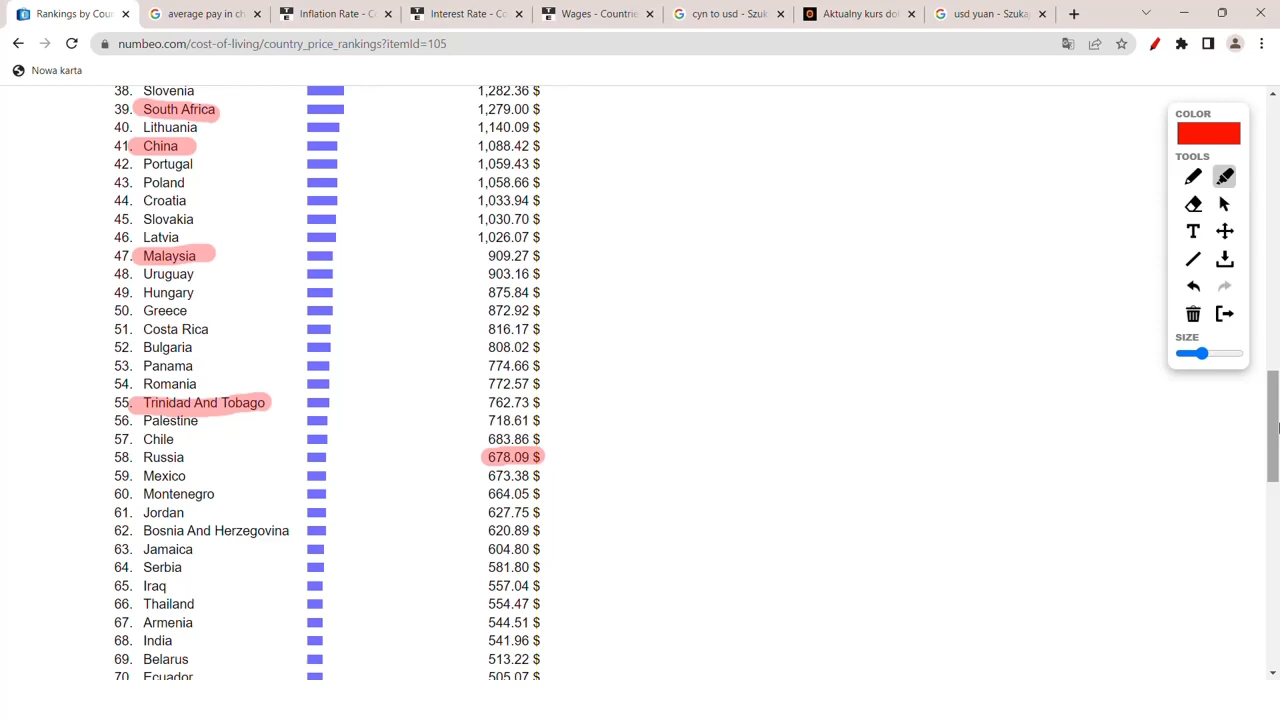 Rankings by Cour
average pay in ch
Inflation Rate - C
Interest Rate - Co
Wages - Countrie
cyn to usd - Szuk
Aktualny kurs do
usd yuan - Szuka
numbeo.com/cost-of-living/country_price_rankings?itemId=105
Nowa karta
38. Slovenia 1,282.36 $
39. South Africa 1,279.00 $
40. Lithuania 1,140.09 $
41. China 1,088.42 $
42. Portugal 1,059.43 $
43. Poland 1,058.66 $
44. Croatia 1,033.94 $
45. Slovakia 1,030.70 $
46. Latvia 1,026.07 $
47. Malaysia 909.27 $
48. Uruguay 903.16 $
49. Hungary 875.84 $
50. Greece 872.92 $
51. Costa Rica 816.17 $
52. Bulgaria 808.02 $
53. Panama 774.66 $
54. Romania 772.57 $
55. Trinidad And Tobago 762.73 $
56. Palestine 718.61 $
57. Chile 683.86 $
58. Russia 678.09 $
59. Mexico 673.38 $
60. Montenegro 664.05 $
61. Jordan 627.75 $
62. Bosnia And Herzegovina 620.89 $
63. Jamaica 604.80 $
64. Serbia 581.80 $
65. Iraq 557.04 $
66. Thailand 554.47 $
67. Armenia 544.51 $
68. India 541.96 $
69. Belarus 513.22 $
70 Ecuador 505.07 $
COLOR
TOOLS
SIZE